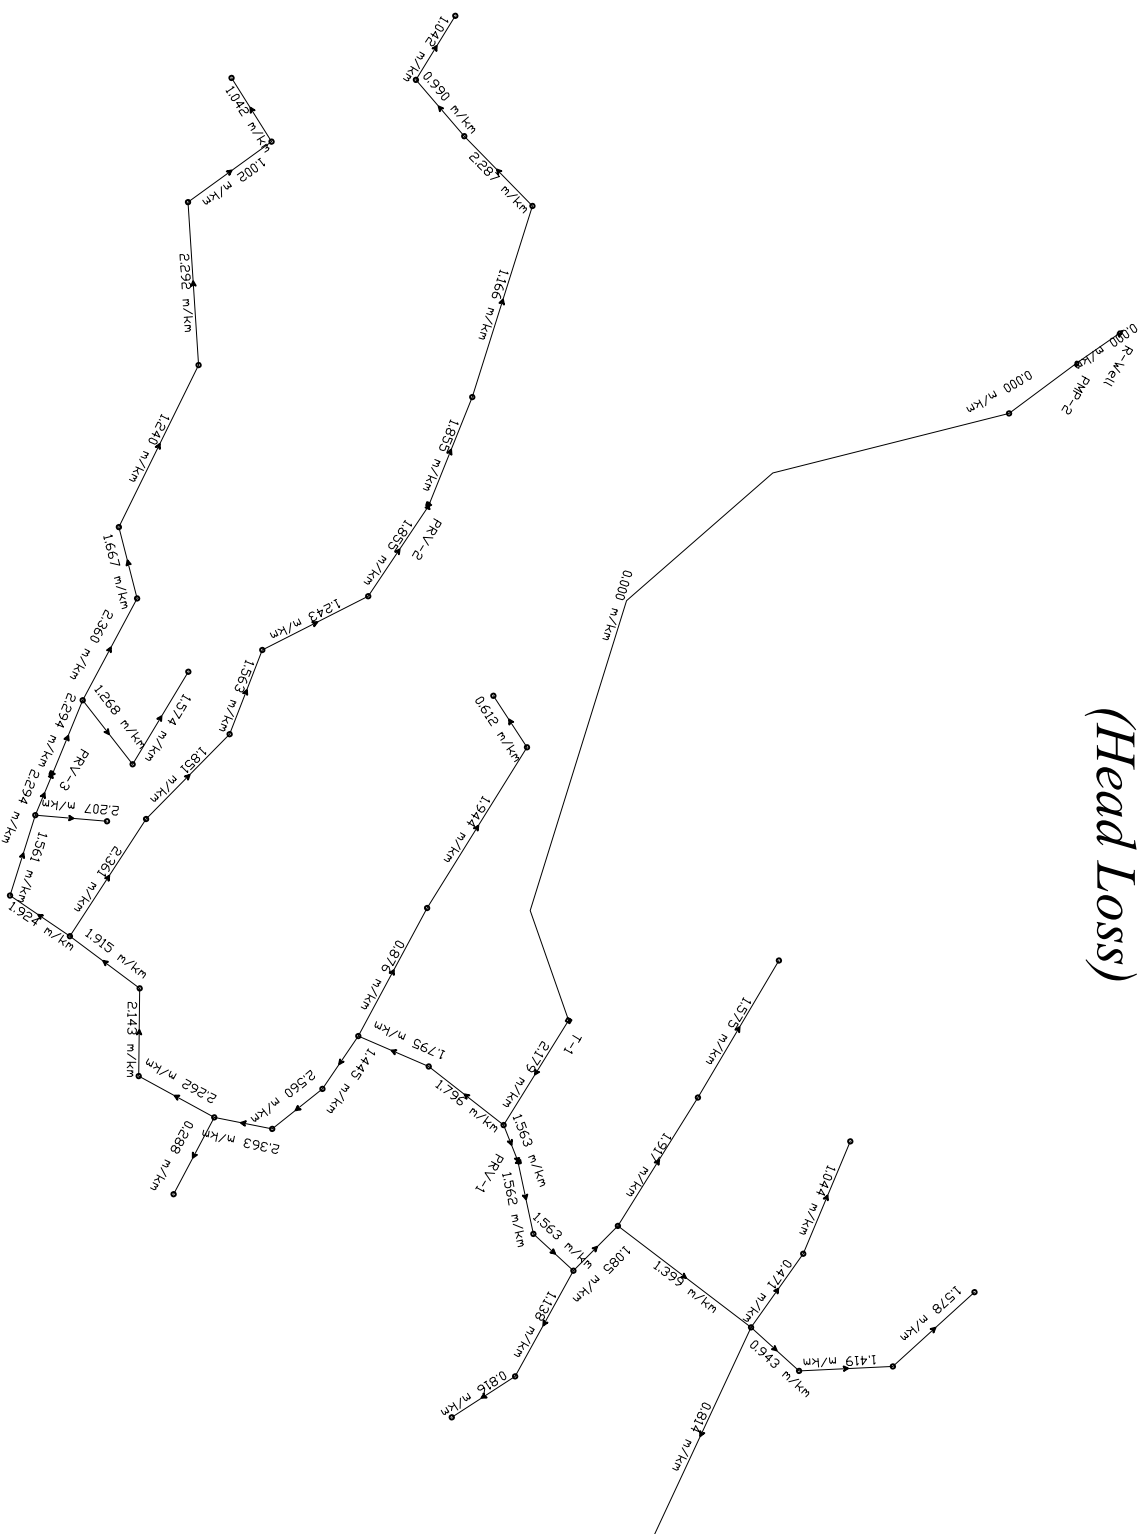 (Head Loss)
1.042 m/km
0.990 m/km
2.287 m/km
1.166 m/km
1.855 m/km
PRV-2
1.855 m/km
1.243 m/km
1.563 m/km
1.851 m/km
2.361 m/km
1.042 m/km
1.002 m/km
2.292 m/km
1.240 m/km
1.667 m/km
2.360 m/km
1.268 m/km
1.574 m/km
2.294 m/km
PRV-3
2.294 m/km
2.207 m/km
1.561 m/km
1.924 m/km
1.915 m/km
2.143 m/km
2.262 m/km
0.288 m/km
2.363 m/km
2.560 m/km
1.445 m/km
0.876 m/km
1.944 m/km
0.612 m/km
1.795 m/km
1.796 m/km
0.000 m/km
R-Well
PMP-2
0.000 m/km
0.000 m/km
T-1
2.179 m/km
1.563 m/km
PRV-1
1.562 m/km
1.563 m/km
1.085 m/km
1.138 m/km
0.816 m/km
1.917 m/km
1.575 m/km
1.399 m/km
0.471 m/km
1.044 m/km
0.943 m/km
1.419 m/km
1.578 m/km
0.814 m/km